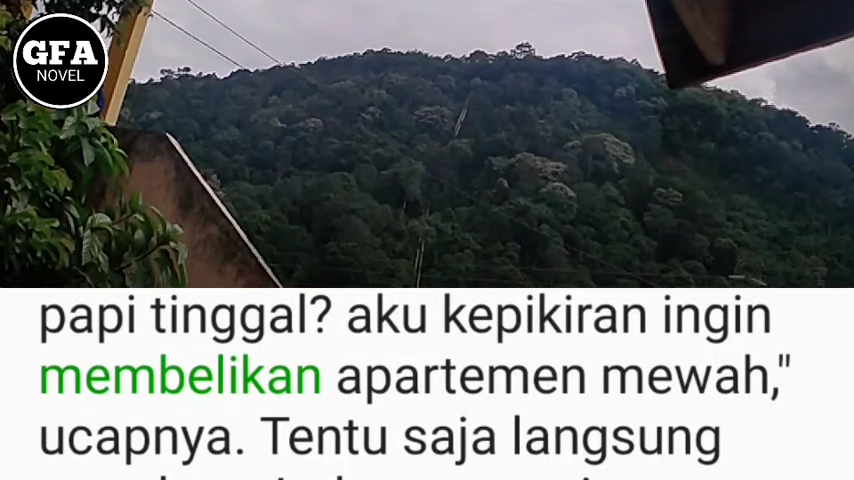 GFA
NOVEL
papi tinggal? aku kepikiran ingin
membelikan apartemen mewah,"
ucapnya. Tentu saja langsung